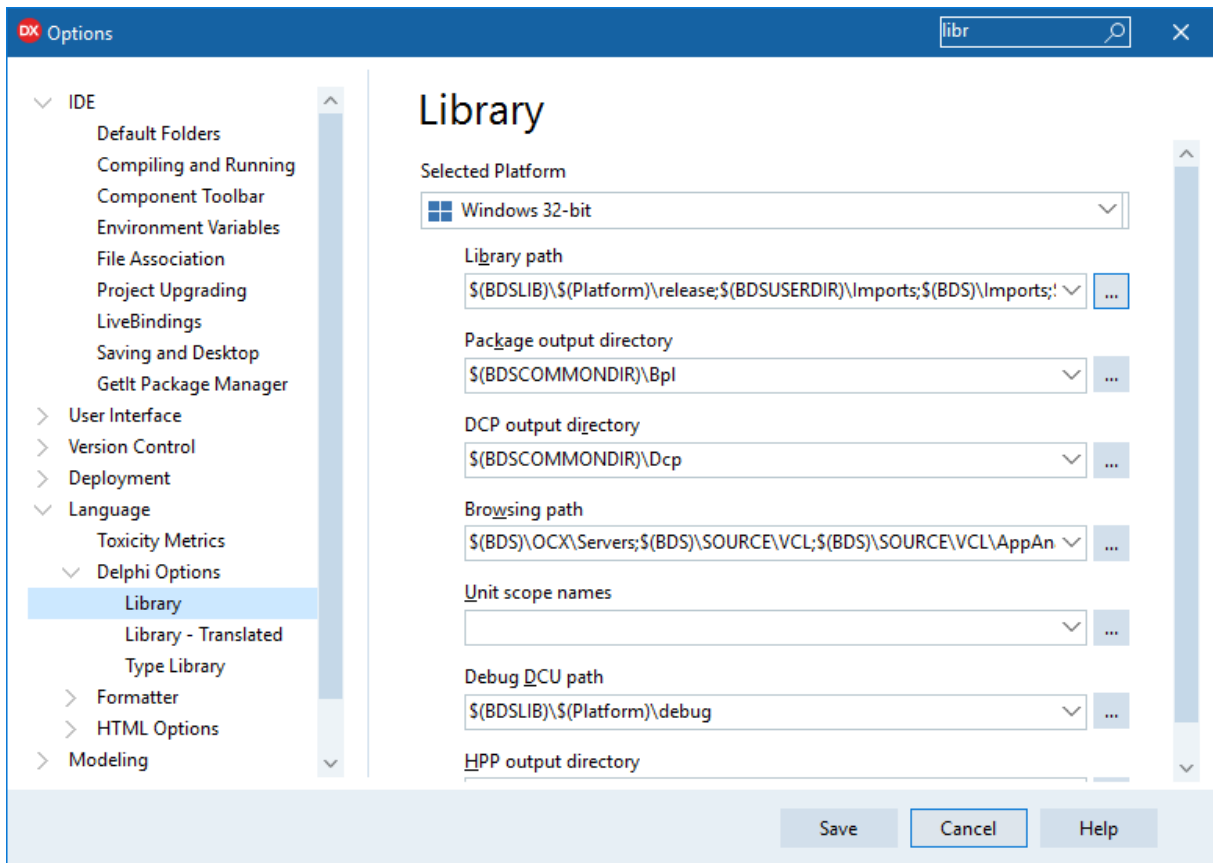 DX Options
libr
IDE
Default Folders
Compiling and Running
Component Toolbar
Environment Variables
File Association
Project Upgrading
LiveBindings
Saving and Desktop
GetIt Package Manager
User Interface
Version Control
Deployment
Language
Toxicity Metrics
Delphi Options
Library
Library - Translated
Type Library
Formatter
HTML Options
Modeling
Library
Selected Platform
Windows 32-bit
Library path
$(BDSLIB)\$(Platform)\release;$(BDSUSERDIR)\Imports;$(BDS)\Imports;
...
Package output directory
$(BDSCOMMONDIR)\Bpl
...
DCP output directory
$(BDSCOMMONDIR)\Dcp
...
Browsing path
$(BDS)\OCX\Servers;$(BDS)\SOURCE\VCL;$(BDS)\SOURCE\VCL\AppAn
...
Unit scope names
...
Debug DCU path
$(BDSLIB)\$(Platform)\debug
...
HPP output directory
Save
Cancel
Help